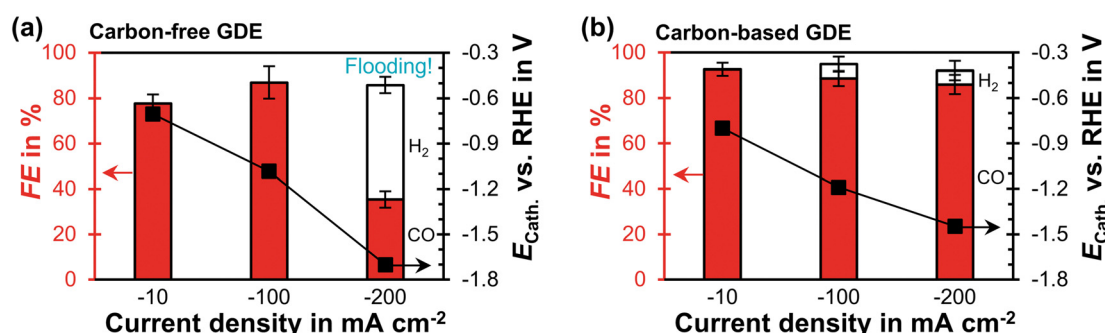 (a) Carbon-free GDE
100
80
60
40
20
0
FE in %
Flooding!
H₂
CO
-0.3
-0.6
-0.9
-1.2
-1.5
-1.8
E_Cath. vs. RHE in V
-10 -100 -200
Current density in mA cm⁻²
(b) Carbon-based GDE
100
80
60
40
20
0
FE in %
H₂
CO
-0.3
-0.6
-0.9
-1.2
-1.5
-1.8
E_Cath. vs. RHE in V
-10 -100 -200
Current density in mA cm⁻²